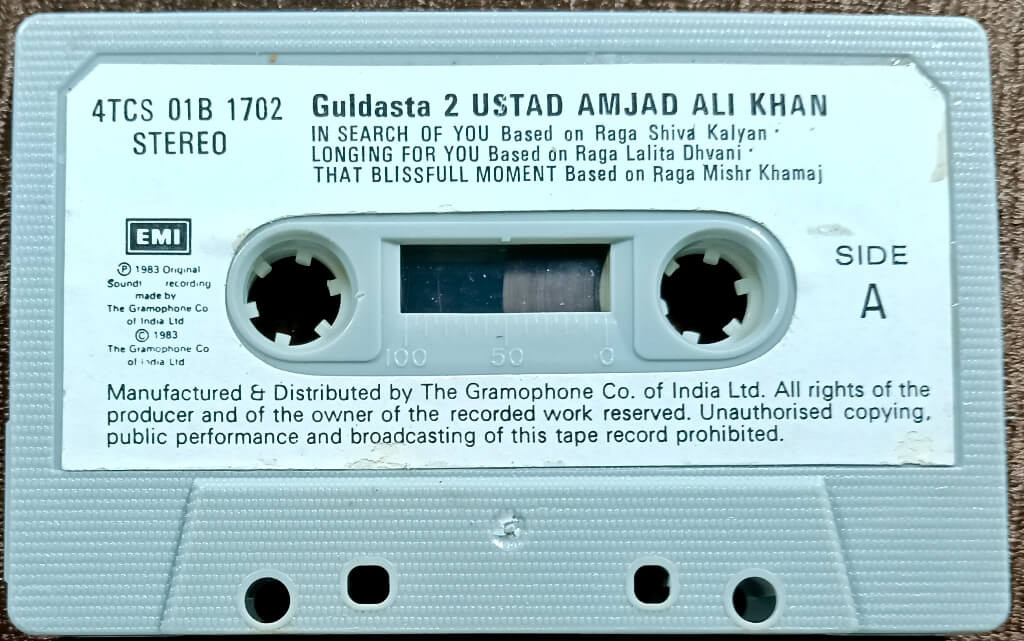 4TCS 01B 1702
STEREO
Guldasta 2 USTAD AMJAD ALI KHAN
IN SEARCH OF YOU Based on Raga Shiva Kalyan
LONGING FOR YOU Based on Raga Lalita Dhvani
THAT BLISSFULL MOMENT Based on Raga Mishr Khamaj
EMI
Ⓟ 1983 Original
Sound recording
made by
The Gramophone Co
of India Ltd
© 1983
The Gramophone Co
of India Ltd
SIDE
A
100 50 0
Manufactured & Distributed by The Gramophone Co. of India Ltd. All rights of the
producer and of the owner of the recorded work reserved. Unauthorised copying,
public performance and broadcasting of this tape record prohibited.